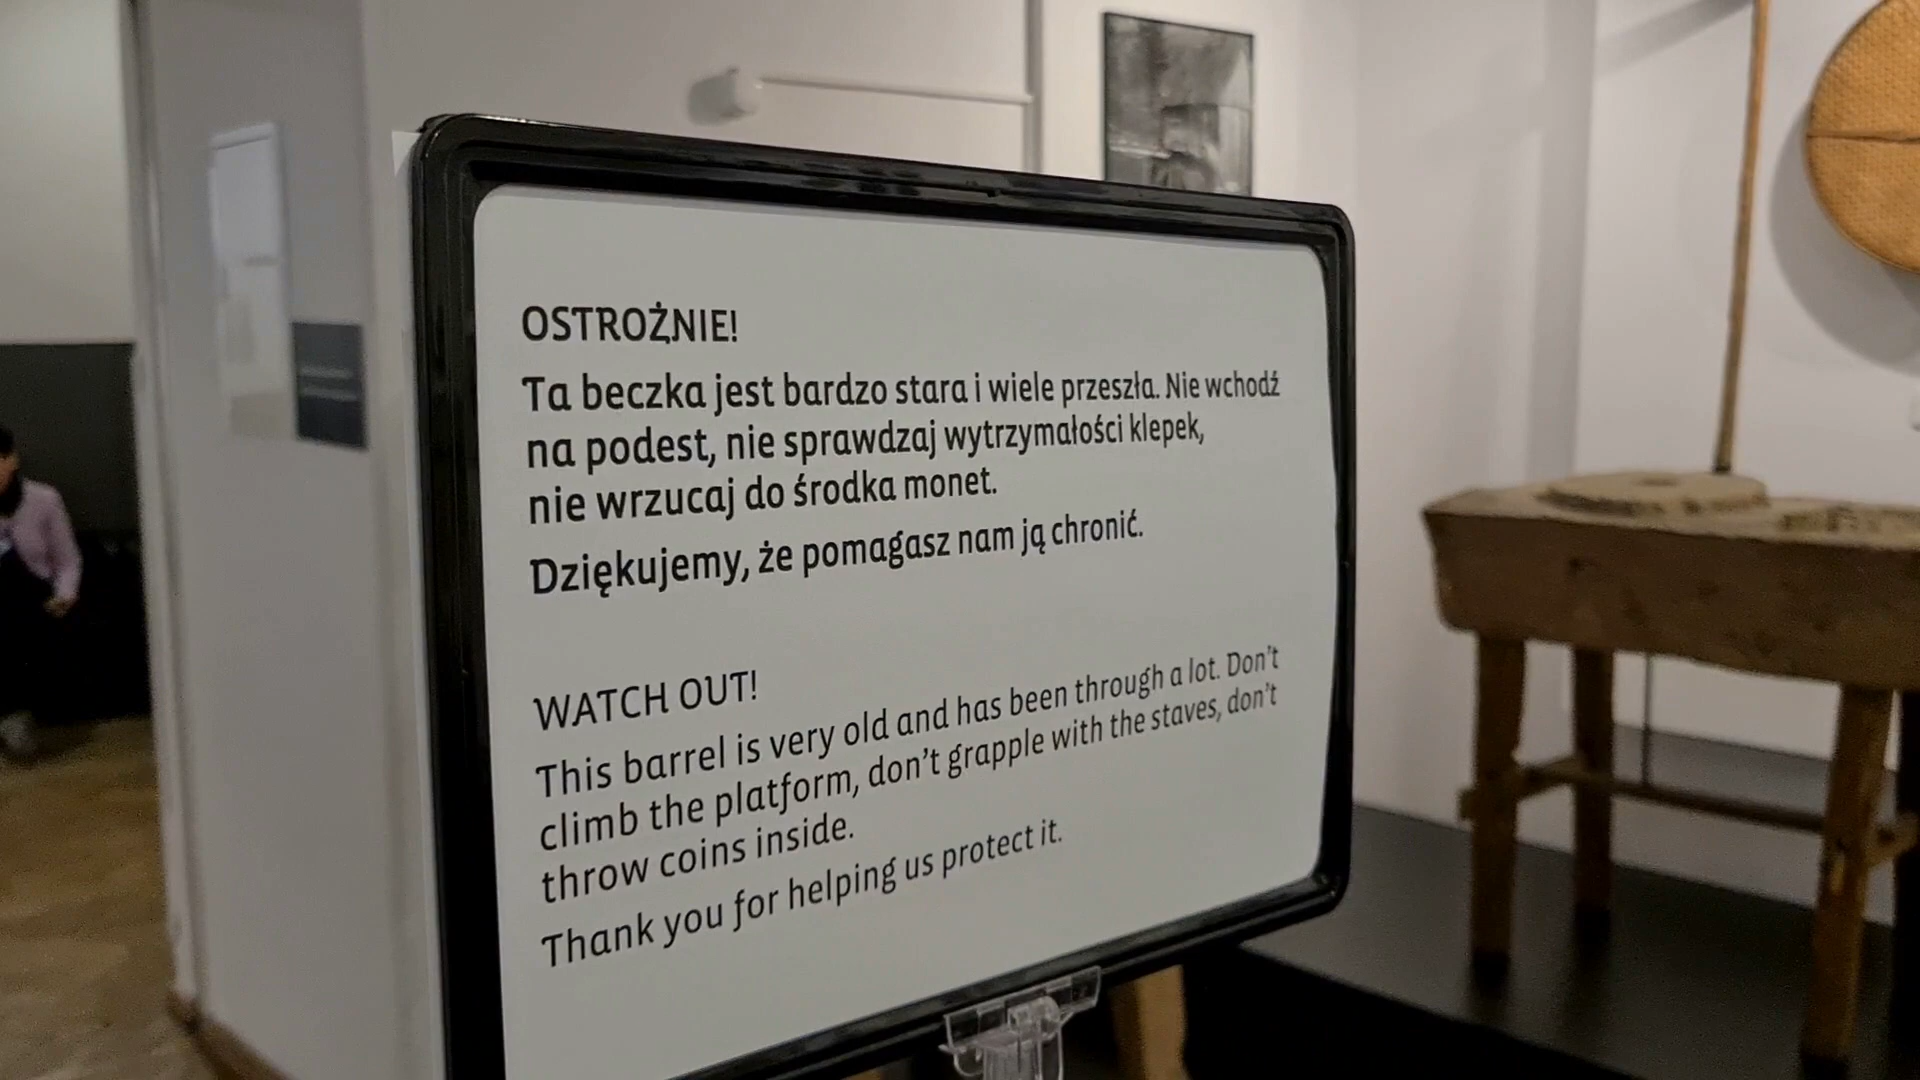 OSTROŻNIE!
Ta beczka jest bardzo stara i wiele przeszła. Nie wchodź
na podest, nie sprawdzaj wytrzymałości klepek,
nie wrzucaj do środka monet.
Dziękujemy, że pomagasz nam ją chronić.
WATCH OUT!
This barrel is very old and has been through a lot. Don't
climb the platform, don't grapple with the staves, don't
throw coins inside.
Thank you for helping us protect it.